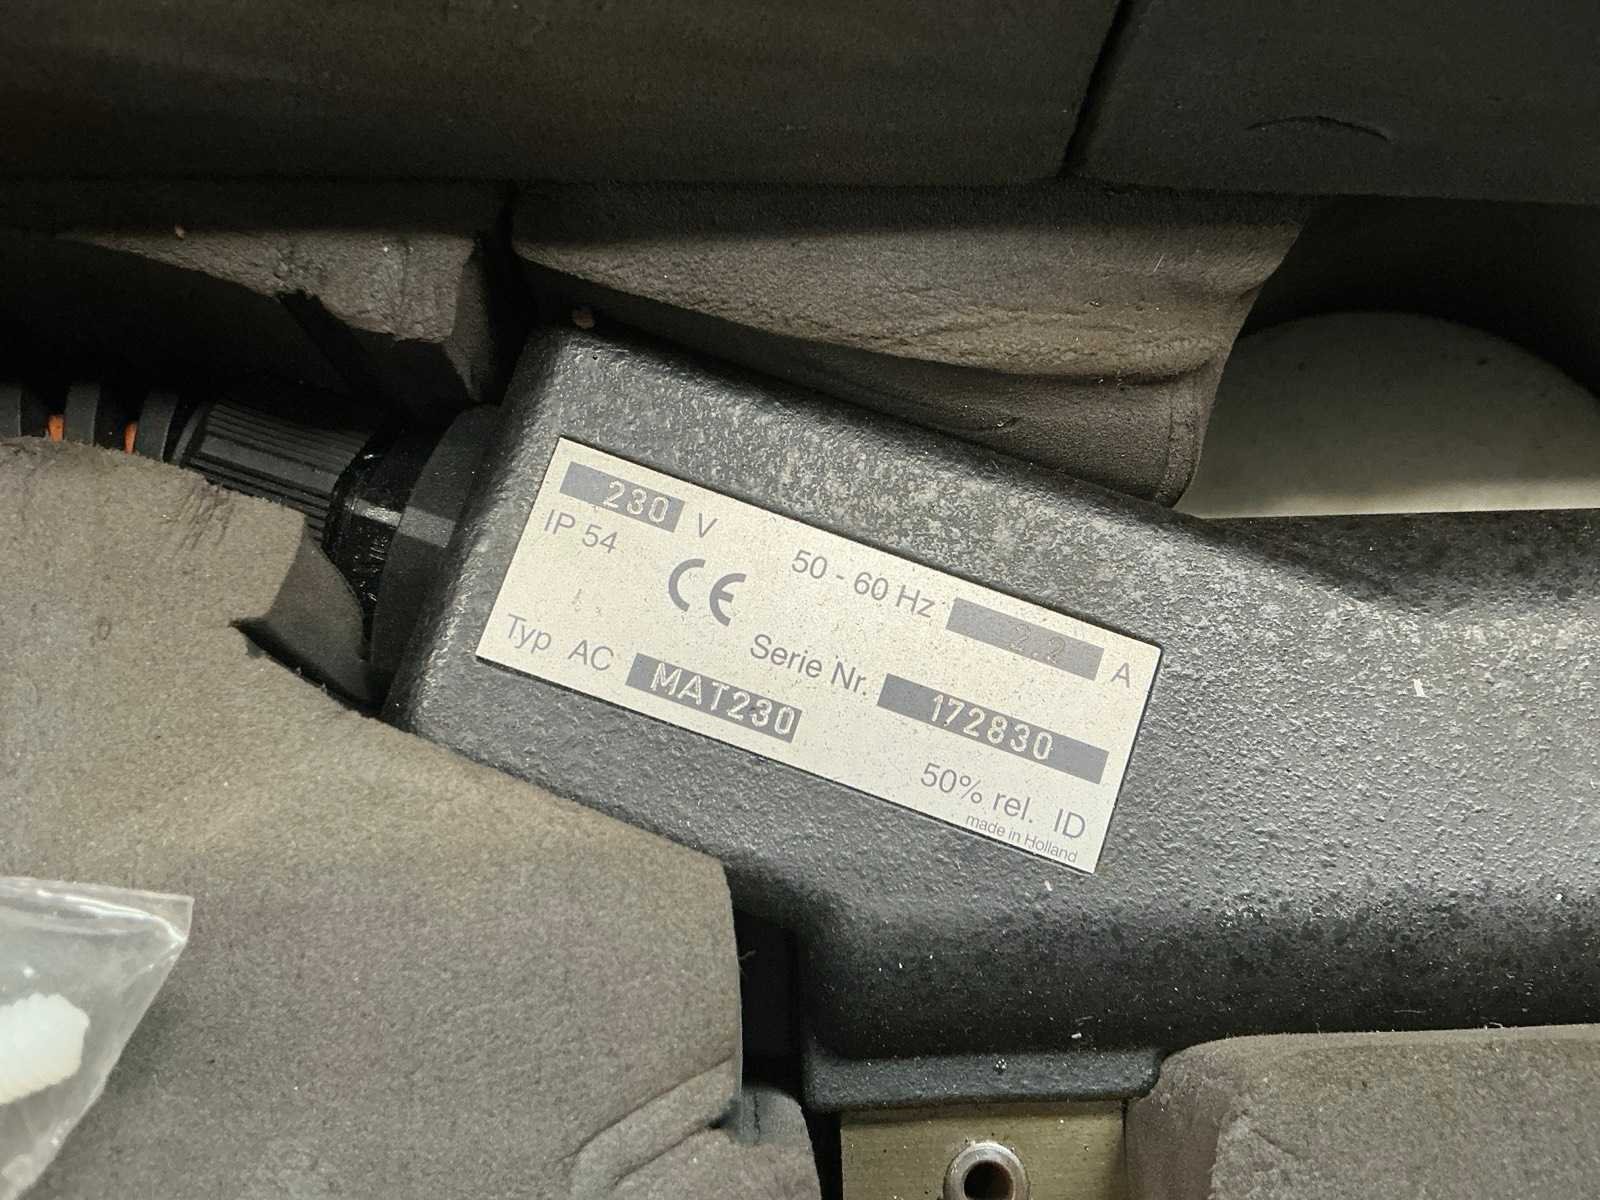 230 V 50 - 60 Hz 2.2 A
IP 54 CE Serie Nr. 172830
Typ AC MAT230 50% rel. ID
made in Holland